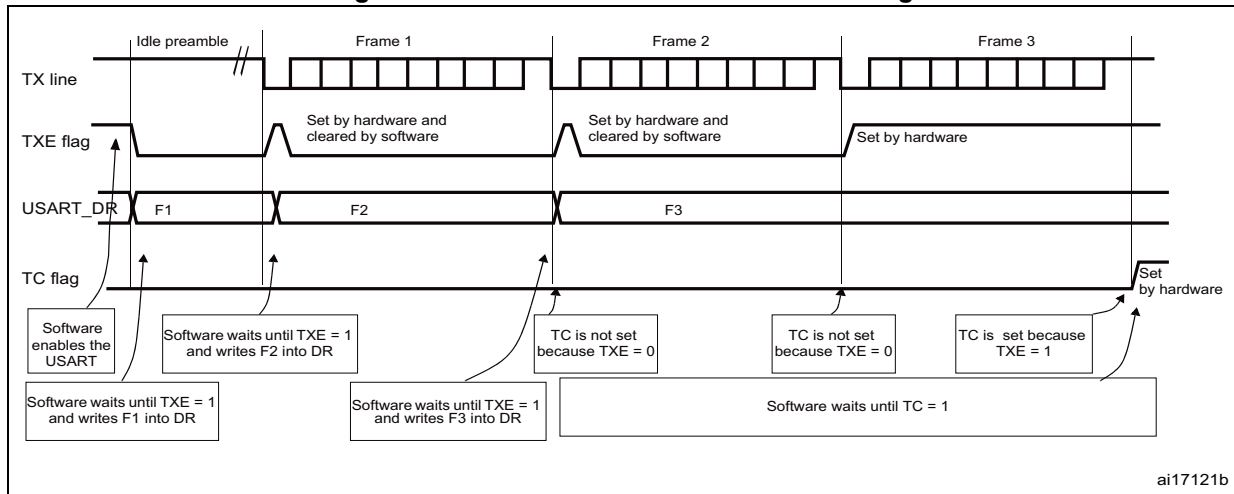 Idle preamble
Frame 1
Frame 2
Frame 3
TX line
TXE flag
Set by hardware and
cleared by software
Set by hardware and
cleared by software
Set by hardware
USART_DR
F1
F2
F3
TC flag
Set
by hardware
Software
enables the
USART
Software waits until TXE = 1
and writes F2 into DR
TC is not set
because TXE = 0
TC is not set
because TXE = 0
TC is set because
TXE = 1
Software waits until TXE = 1
and writes F1 into DR
Software waits until TXE = 1
and writes F3 into DR
Software waits until TC = 1
ai17121b